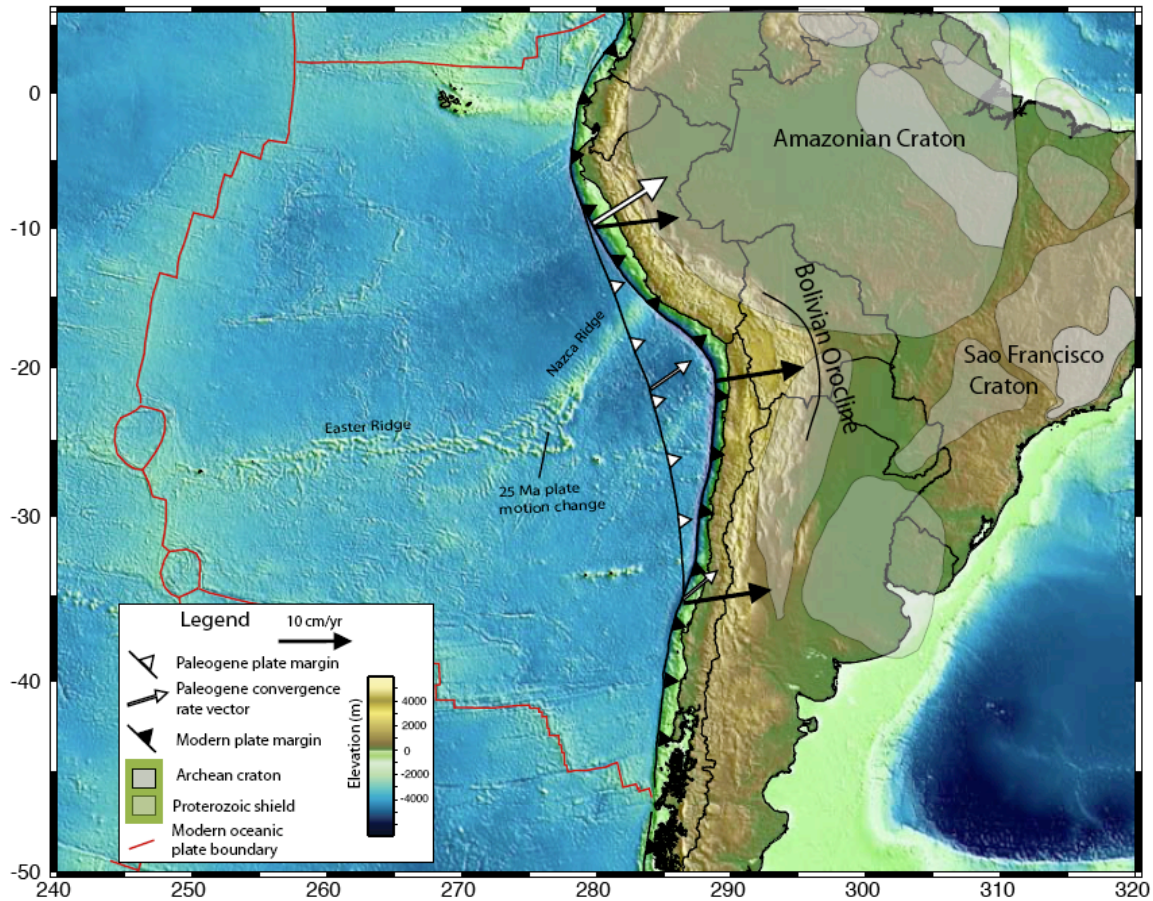 0
-10
-20
-30
-40
-50
240
250
260
270
280
290
300
310
320
Amazonian Craton
Bolivian Orocline
Sao Francisco
Craton
Nazca Ridge
Easter Ridge
25 Ma plate
motion change
Legend
10 cm/yr
Paleogene plate margin
Paleogene convergence
rate vector
Modern plate margin
Archean craton
Proterozoic shield
Modern oceanic
plate boundary
Elevation (m)
4000
2000
0
-2000
-4000